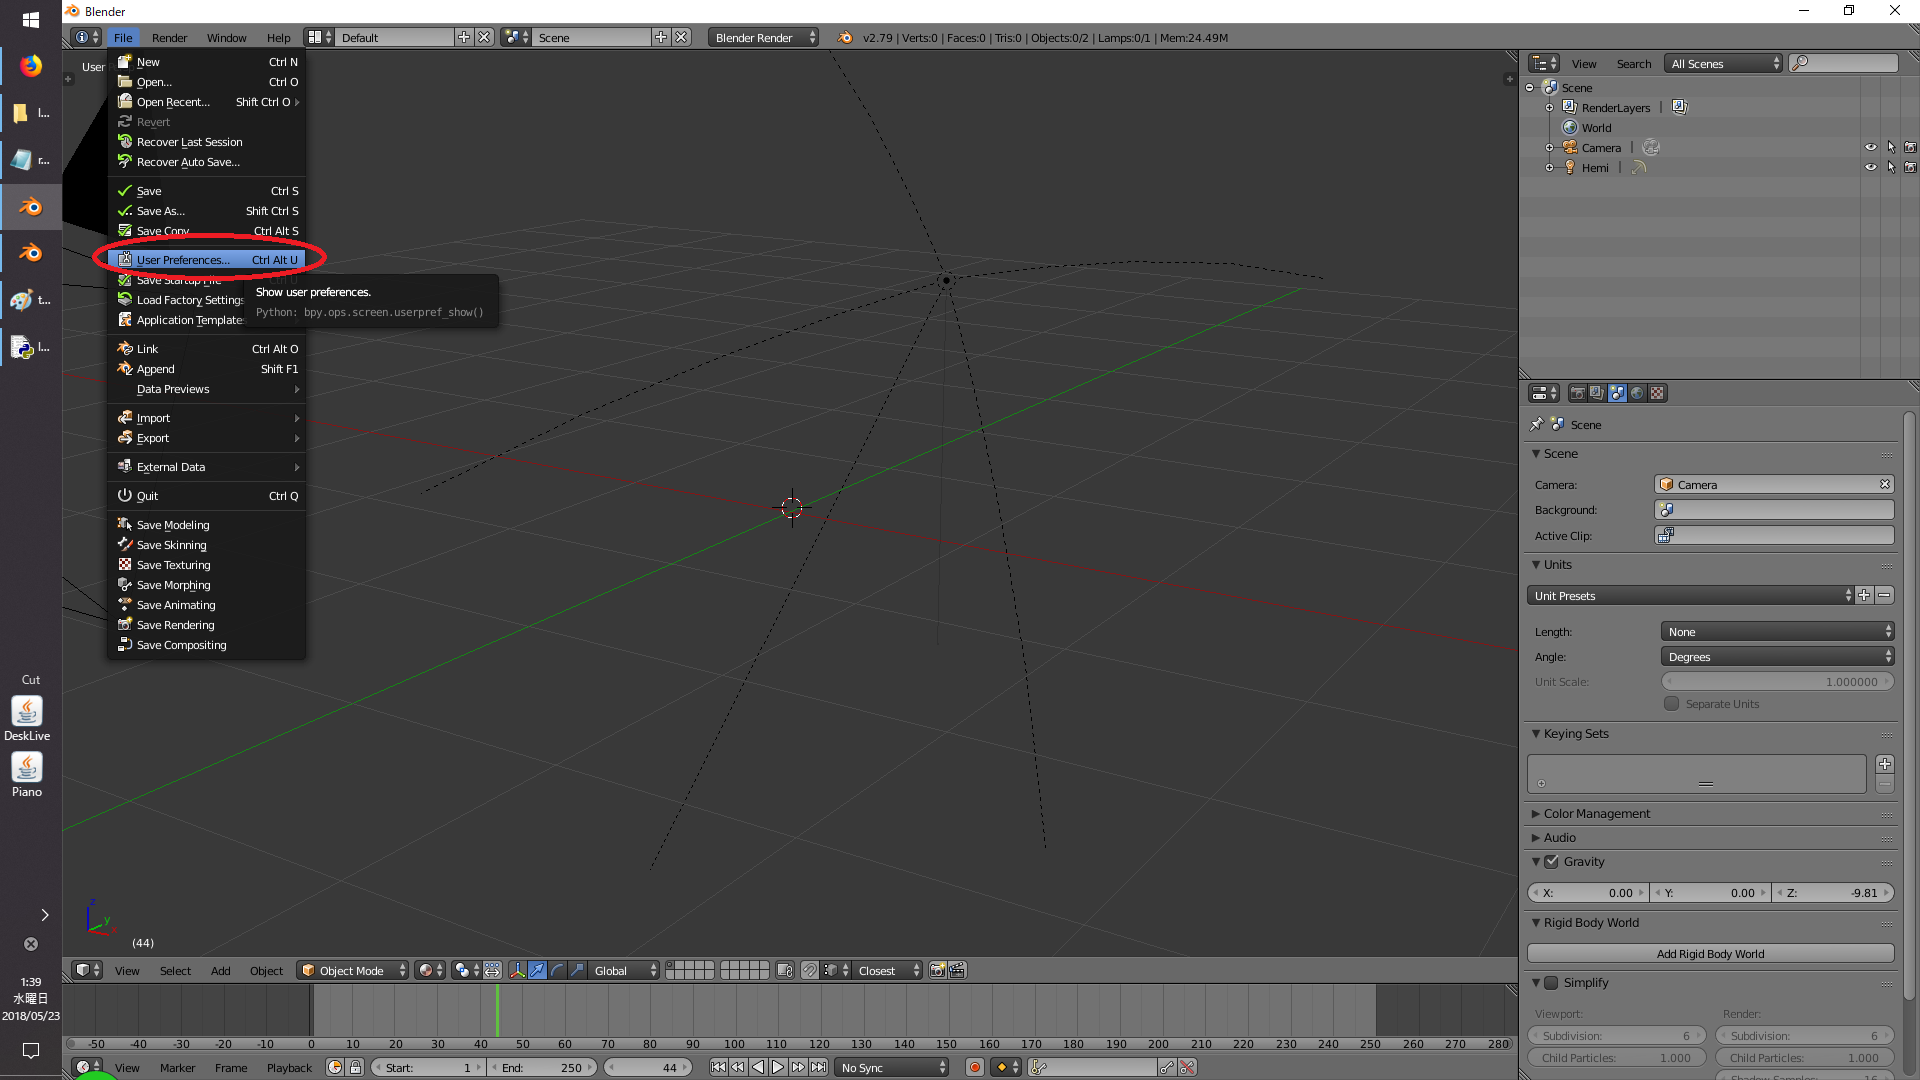 Blender
File Render Window Help Default Scene Blender Render v2.79 | Verts:0 | Faces:0 | Tris:0 | Objects:0/2 | Lamps:0/1 | Mem:24.49M
User
New Ctrl N
Open... Ctrl O
Open Recent... Shift Ctrl O
Revert
Recover Last Session
Recover Auto Save...
Save Ctrl S
Save As... Shift Ctrl S
Save Copy Ctrl Alt S
User Preferences... Ctrl Alt U
Save Startup File Ctrl U
Load Factory Settings
Application Templates
Show user preferences.
Python: bpy.ops.screen.userpref_show()
Link Ctrl Alt O
Append Shift F1
Data Previews
Import
Export
External Data
Quit Ctrl Q
Save Modeling
Save Skinning
Save Texturing
Save Morphing
Save Animating
Save Rendering
Save Compositing
l...
r...
t...
l...
Cut
DeskLive
Piano
1:39
水曜日
2018/05/23
z
y
x
(44)
View Search All Scenes
Scene
RenderLayers
World
Camera
Hemi
Scene
Scene
Camera: Camera
Background:
Active Clip:
Units
Unit Presets
Length: None
Angle: Degrees
Unit Scale: 1.000000
Separate Units
Keying Sets
Color Management
Audio
Gravity
X: 0.00 Y: 0.00 Z: -9.81
Rigid Body World
Add Rigid Body World
Simplify
Viewport: Render:
Subdivision: 6 Subdivision: 6
Child Particles: 1.000 Child Particles: 1.000
Shadow Samples: 16
View Select Add Object Object Mode Global Closest
-50 -40 -30 -20 -10 0 10 20 30 40 50 60 70 80 90 100 110 120 130 140 150 160 170 180 190 200 210 220 230 240 250 260 270 280
View Marker Frame Playback Start: 1 End: 250 44 No Sync